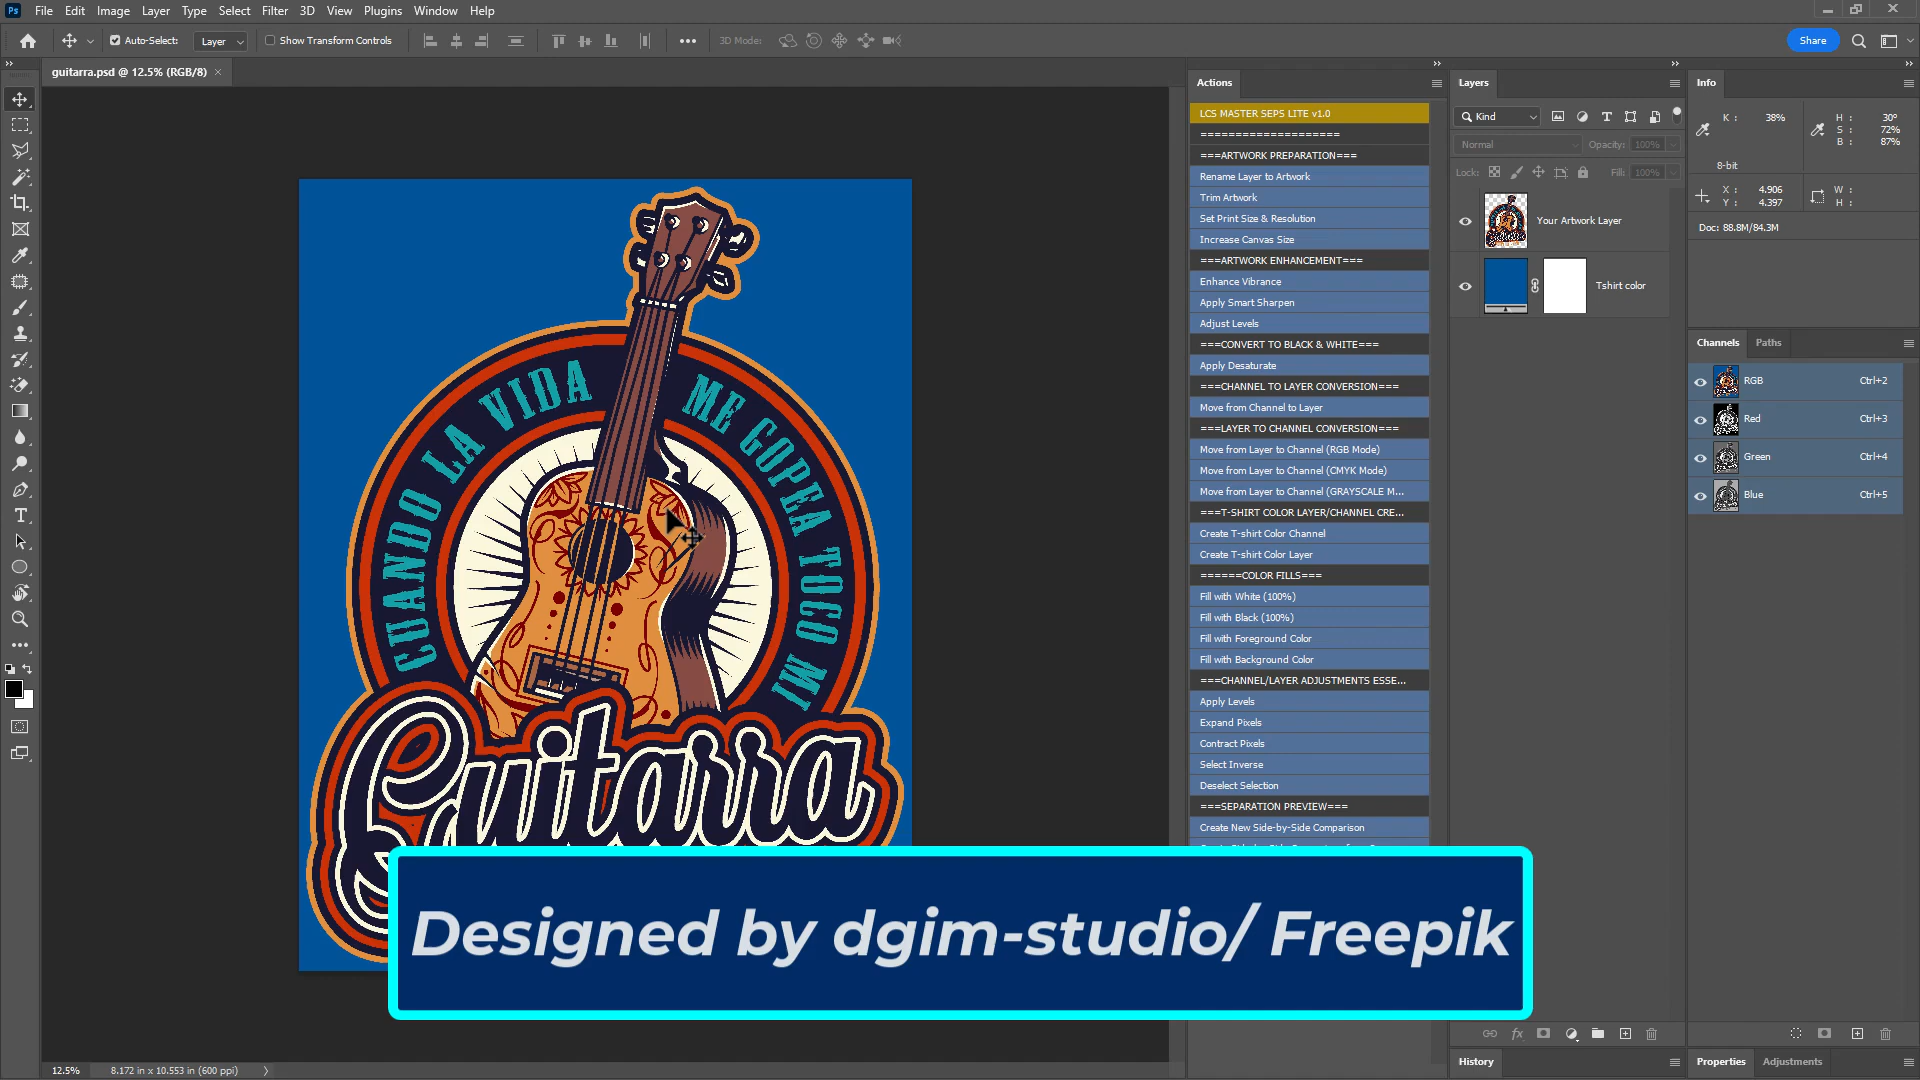 Ps File Edit Image Layer Type Select Filter 3D View Plugins Window Help
Auto-Select: Layer Show Transform Controls 3D Mode: Share
guitarra.psd @ 12.5% (RGB/8) ×
CUANDO LA VIDA
ME GOPEA TOCO MI
Guitarra
Designed by dgim-studio/ Freepik
12.5% 8.172 in x 10.553 in (600 ppi)
Actions
LCS MASTER SEPS LITE v1.0
====================
===ARTWORK PREPARATION===
Rename Layer to Artwork
Trim Artwork
Set Print Size & Resolution
Increase Canvas Size
===ARTWORK ENHANCEMENT===
Enhance Vibrance
Apply Smart Sharpen
Adjust Levels
===CONVERT TO BLACK & WHITE===
Apply Desaturate
===CHANNEL TO LAYER CONVERSION===
Move from Channel to Layer
===LAYER TO CHANNEL CONVERSION===
Move from Layer to Channel (RGB Mode)
Move from Layer to Channel (CMYK Mode)
Move from Layer to Channel (GRAYSCALE M...
===T-SHIRT COLOR LAYER/CHANNEL CRE...
Create T-shirt Color Channel
Create T-shirt Color Layer
======COLOR FILLS===
Fill with White (100%)
Fill with Black (100%)
Fill with Foreground Color
Fill with Background Color
===CHANNEL/LAYER ADJUSTMENTS ESSE...
Apply Levels
Expand Pixels
Contract Pixels
Select Inverse
Deselect Selection
===SEPARATION PREVIEW===
Create New Side-by-Side Comparison
Layers
Kind
Normal Opacity: 100%
Lock: Fill: 100%
Your Artwork Layer
Tshirt color
History
Info
K : 38% H : 30°
S : 72%
B : 87%
8-bit
X : 4.906 W :
Y : 4.397 H :
Doc: 88.8M/84.3M
Channels Paths
RGB Ctrl+2
Red Ctrl+3
Green Ctrl+4
Blue Ctrl+5
Properties Adjustments